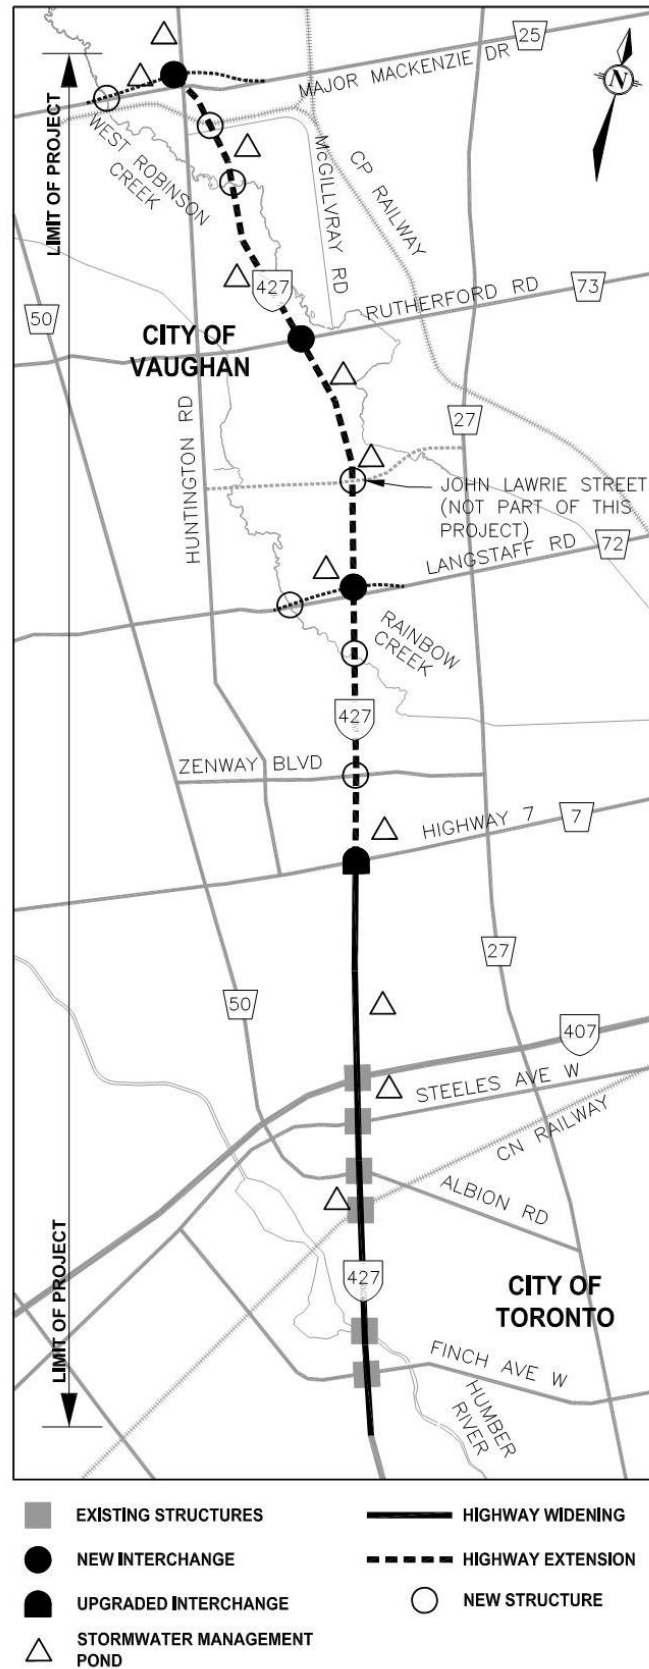 25
MAJOR MACKENZIE DR
N
LIMIT OF PROJECT
WEST ROBINSON
CREEK
McGILLVRAY RD
CP RAILWAY
427
RUTHERFORD RD
73
50
CITY OF
VAUGHAN
HUNTINGTON RD
27
JOHN LAWRIE STREET
(NOT PART OF THIS
PROJECT)
LANGSTAFF RD
72
RAINBOW
CREEK
427
ZENWAY BLVD
HIGHWAY 7
7
27
50
407
STEELES AVE W
CN RAILWAY
ALBION RD
427
CITY OF
TORONTO
LIMIT OF PROJECT
FINCH AVE W
HUMBER
RIVER
EXISTING STRUCTURES
HIGHWAY WIDENING
NEW INTERCHANGE
HIGHWAY EXTENSION
UPGRADED INTERCHANGE
NEW STRUCTURE
STORMWATER MANAGEMENT
POND